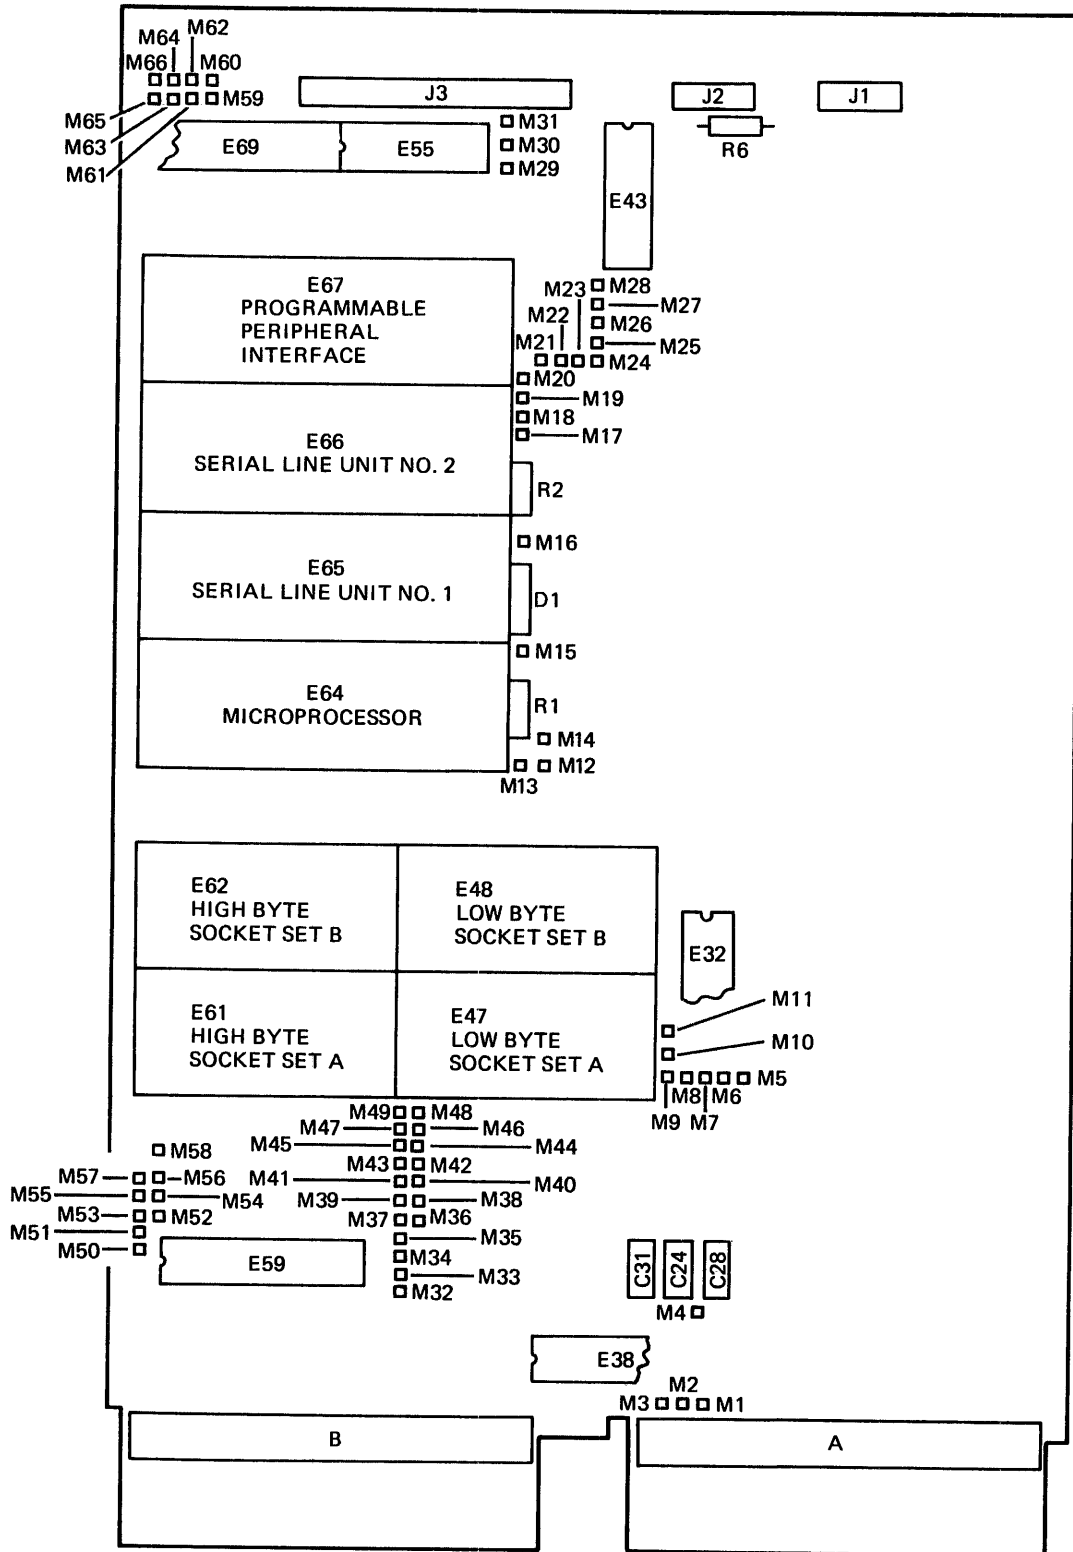 M62
M64
M66 M60
M59
M65
M63
M61
J3
J2
J1
R6
E69
E55
M31
M30
M29
E43
E67
PROGRAMMABLE
PERIPHERAL
INTERFACE
M28
M23
M27
M22
M26
M21
M25
M24
M20
M19
M18
M17
E66
SERIAL LINE UNIT NO. 2
R2
M16
E65
SERIAL LINE UNIT NO. 1
D1
M15
E64
MICROPROCESSOR
R1
M14
M13
M12
E62
HIGH BYTE
SOCKET SET B
E48
LOW BYTE
SOCKET SET B
E32
E61
HIGH BYTE
SOCKET SET A
E47
LOW BYTE
SOCKET SET A
M11
M10
M5
M8 M6
M9 M7
M49 M48
M47 M46
M45 M44
M43 M42
M41 M40
M39 M38
M37 M36
M35
M34
M33
M32
M58
M57 M56
M55 M54
M53 M52
M51
M50
E59
C31
C24
C28
M4
E38
M2
M3 M1
B
A